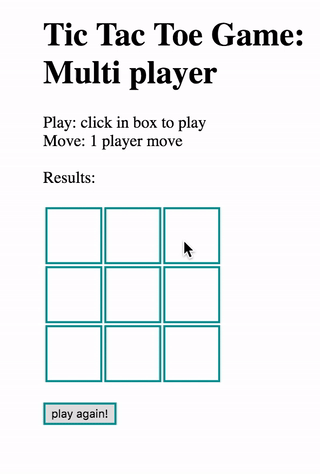 Tic Tac Toe Game:
Multi player
Play: click in box to play
Move: 1 player move
Results:
play again!